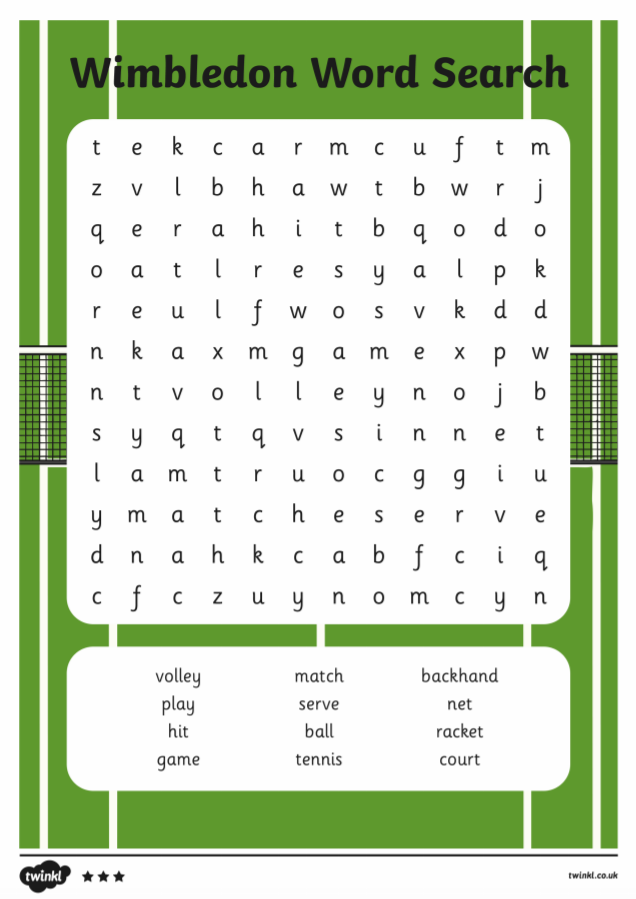 Wimbledon Word Search
t e k c a r m c u f t m
z v l b h a w t b w r j
q e r a h i t b q o d o
o a t l r e s y a l p k
r e u l f w o s v k d d
n k a x m g a m e x p w
n t v o l l e y n o j b
s y q t q v s i n n e t
l a m t r u o c g g i u
y m a t c h e s e r v e
d n a h k c a b f c i q
c f c z u y n o m c y n
volley match backhand
play serve net
hit ball racket
game tennis court
twinkl twinkl.co.uk